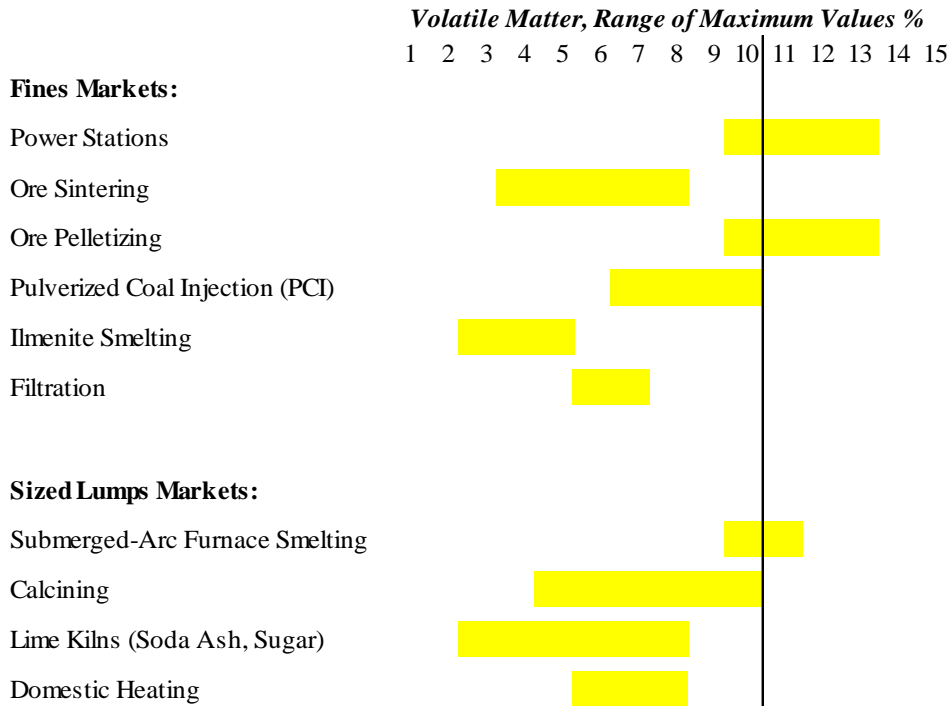 Volatile Matter, Range of Maximum Values %
1 2 3 4 5 6 7 8 9 10 11 12 13 14 15
Fines Markets:
Power Stations
Ore Sintering
Ore Pelletizing
Pulverized Coal Injection (PCI)
Ilmenite Smelting
Filtration
Sized Lumps Markets:
Submerged-Arc Furnace Smelting
Calcining
Lime Kilns (Soda Ash, Sugar)
Domestic Heating